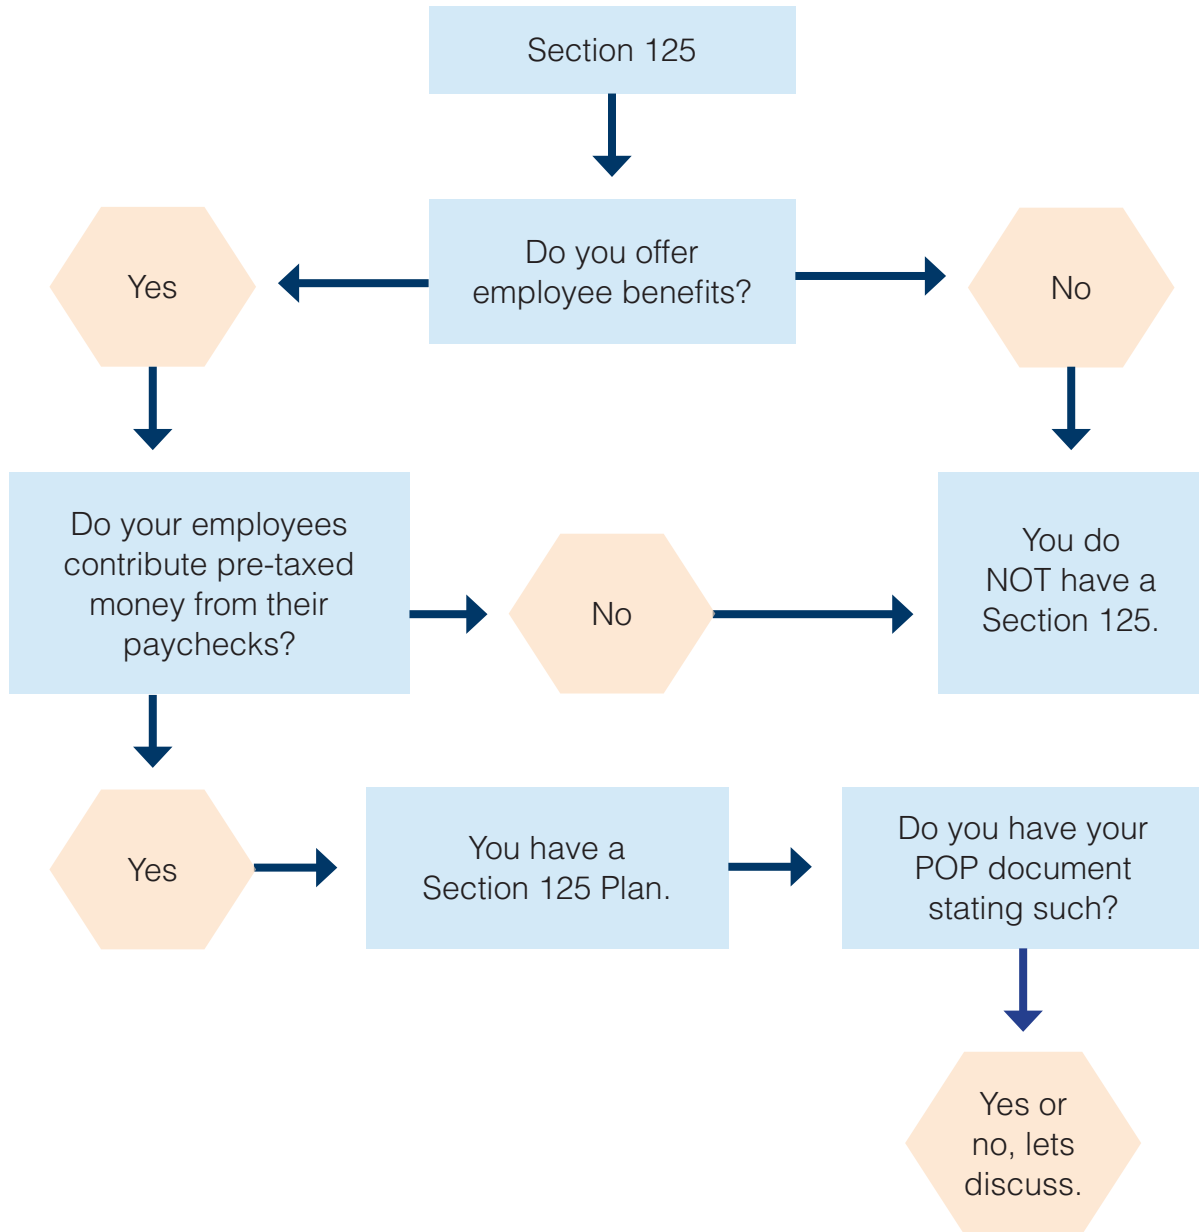 Section 125
Do you offer
employee benefits?
Yes
No
Do your employees
contribute pre-taxed
money from their
paychecks?
No
You do
NOT have a
Section 125.
Yes
You have a
Section 125 Plan.
Do you have your
POP document
stating such?
Yes or
no, lets
discuss.